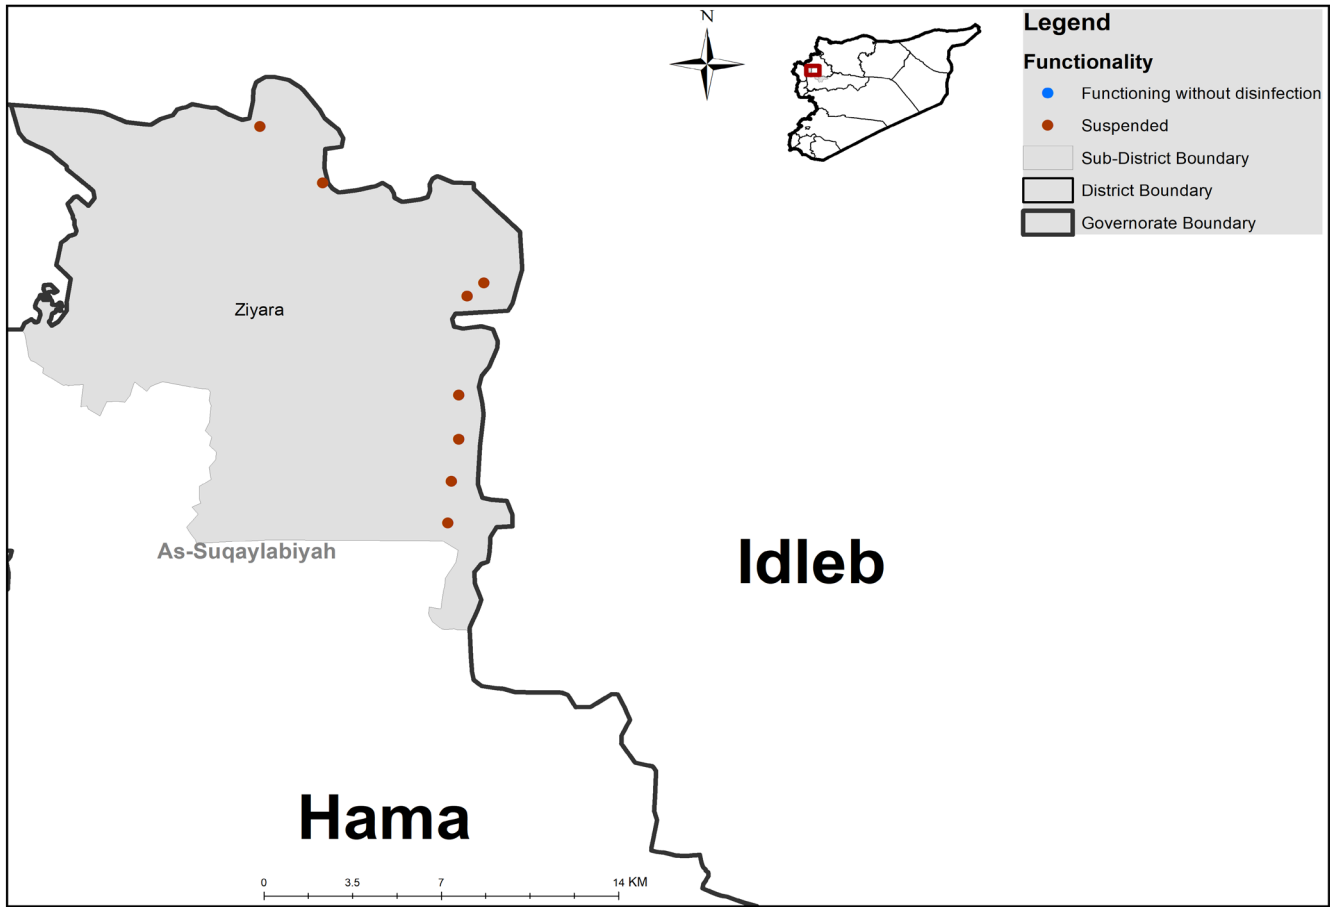 N
Legend
Functionality
Functioning without disinfection
Suspended
Sub-District Boundary
District Boundary
Governorate Boundary
Ziyara
As-Suqaylabiyah
Idleb
Hama
0 3.5 7 14 KM